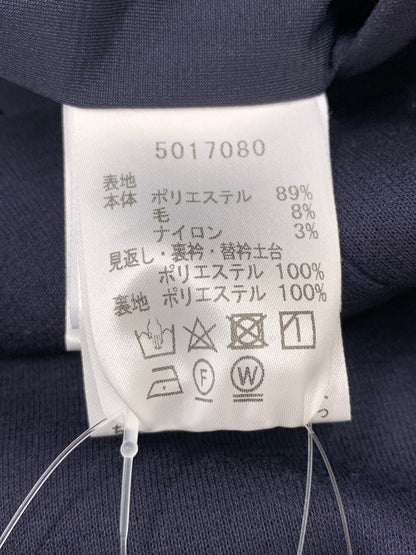 5017080
表地
本体 ポリエステル 89%
毛 8%
ナイロン 3%
見返し・裏衿・替衿土台
ポリエステル 100%
裏地 ポリエステル 100%
F W